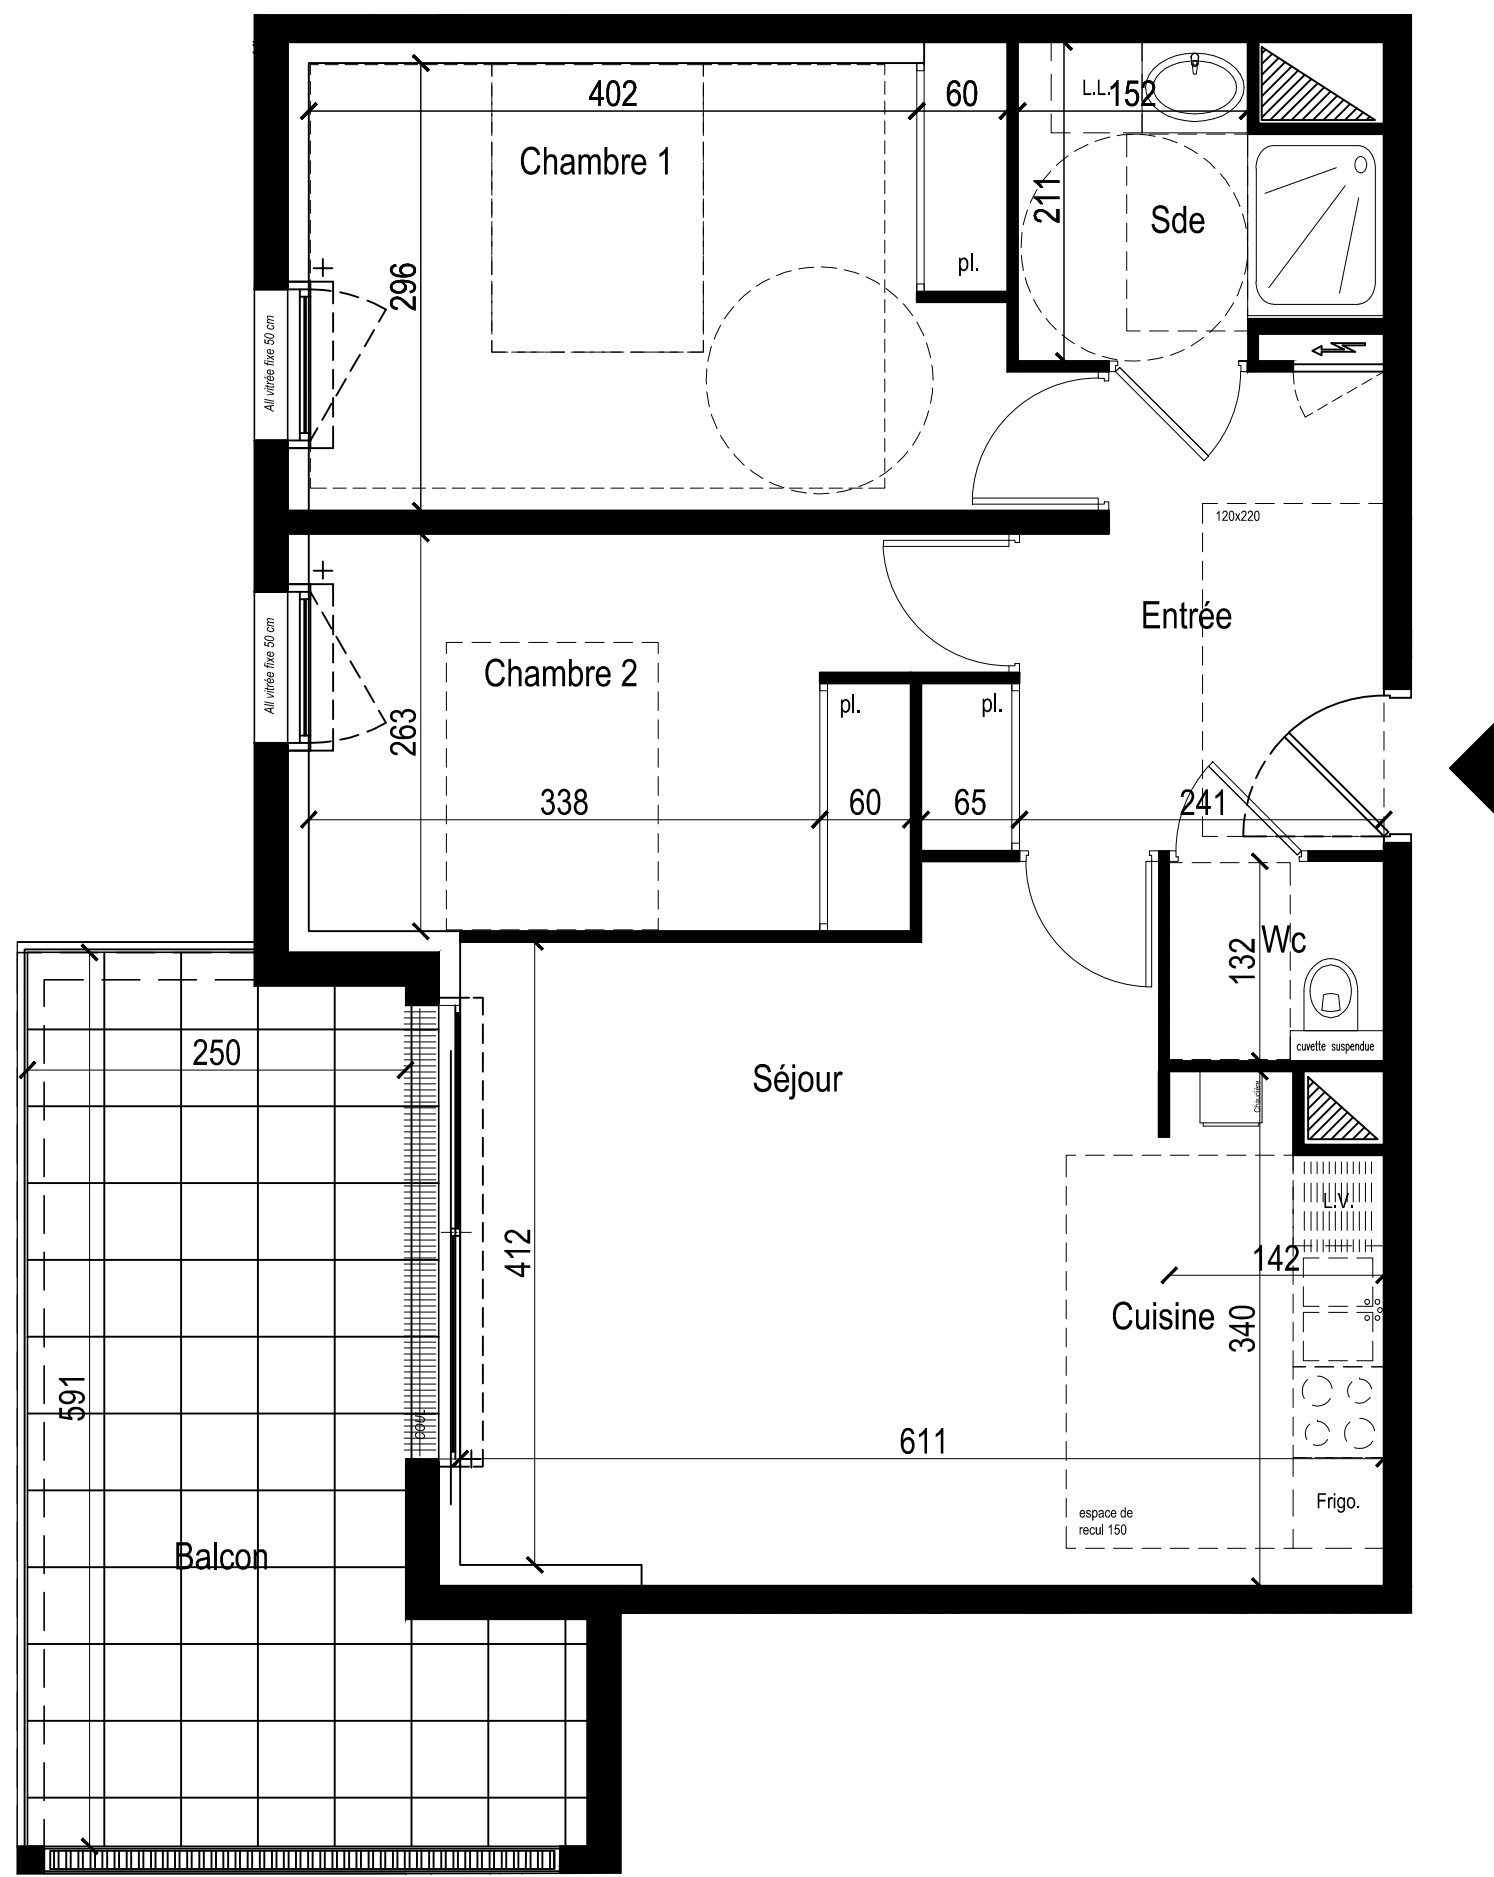 402
60
L.L.
152
Chambre 1
211
Sde
pl.
296
All vitrée fixe 50 cm
120x220
Entrée
All vitrée fixe 50 cm
Chambre 2
263
pl.
pl.
338
60
65
241
Wc
132
cuvette suspendue
250
Séjour
Chaudière
L.V.
142
412
Cuisine
340
591
COU.
611
Frigo.
espace de
recul 150
Balcon